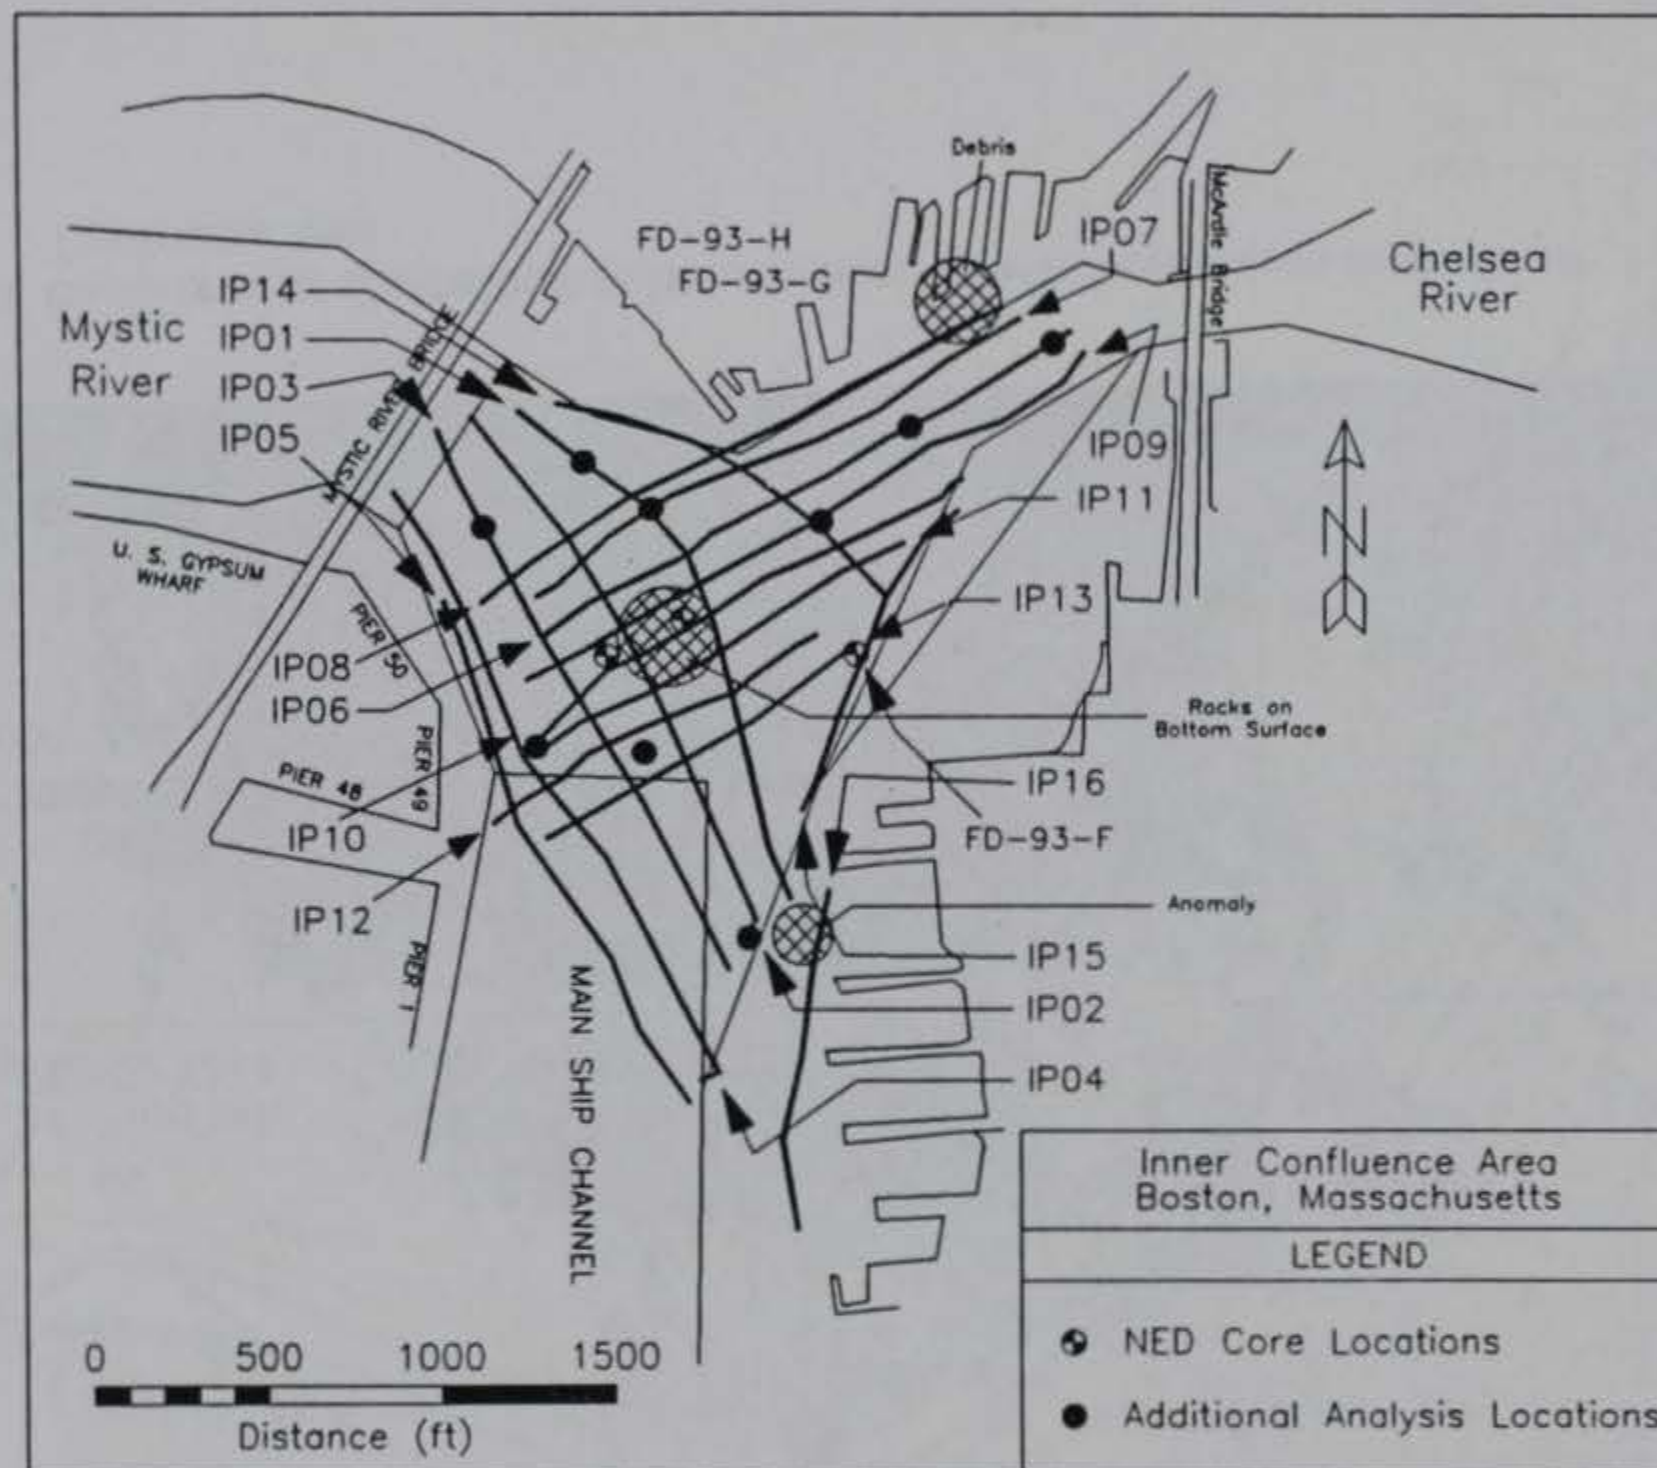 Debris
FD-93-H
FD-93-G
IP07
McArdle Bridge
Chelsea
River
IP14
IP01
IP03
IP05
Mystic
River
MYSTIC RIVER BRIDGE
IP09
IP11
N
U. S. GYPSUM
WHARF
PIER 50
IP13
IP08
IP06
Rocks on
Bottom Surface
PIER 49
PIER 48
IP10
IP16
FD-93-F
IP12
Anomaly
PIER 1
IP15
IP02
MAIN SHIP CHANNEL
IP04
Inner Confluence Area
Boston, Massachusetts
LEGEND
NED Core Locations
Additional Analysis Locations
0 500 1000 1500
Distance (ft)